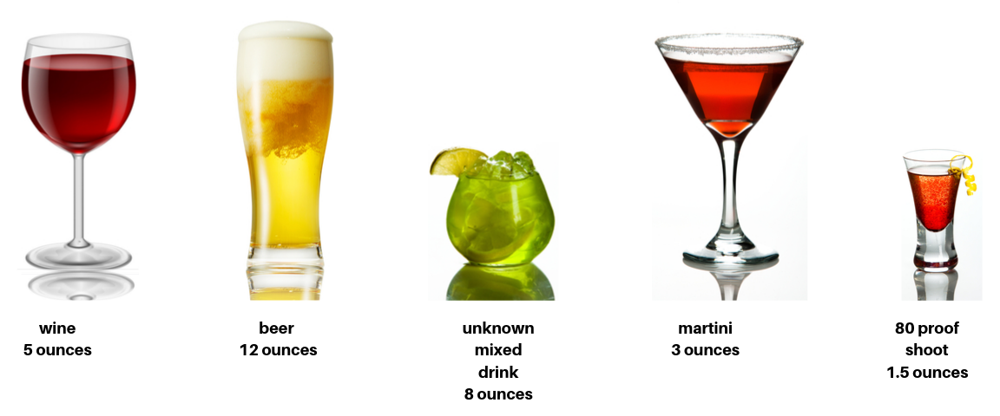 wine
5 ounces
beer
12 ounces
unknown
mixed
drink
8 ounces
martini
3 ounces
80 proof
shoot
1.5 ounces